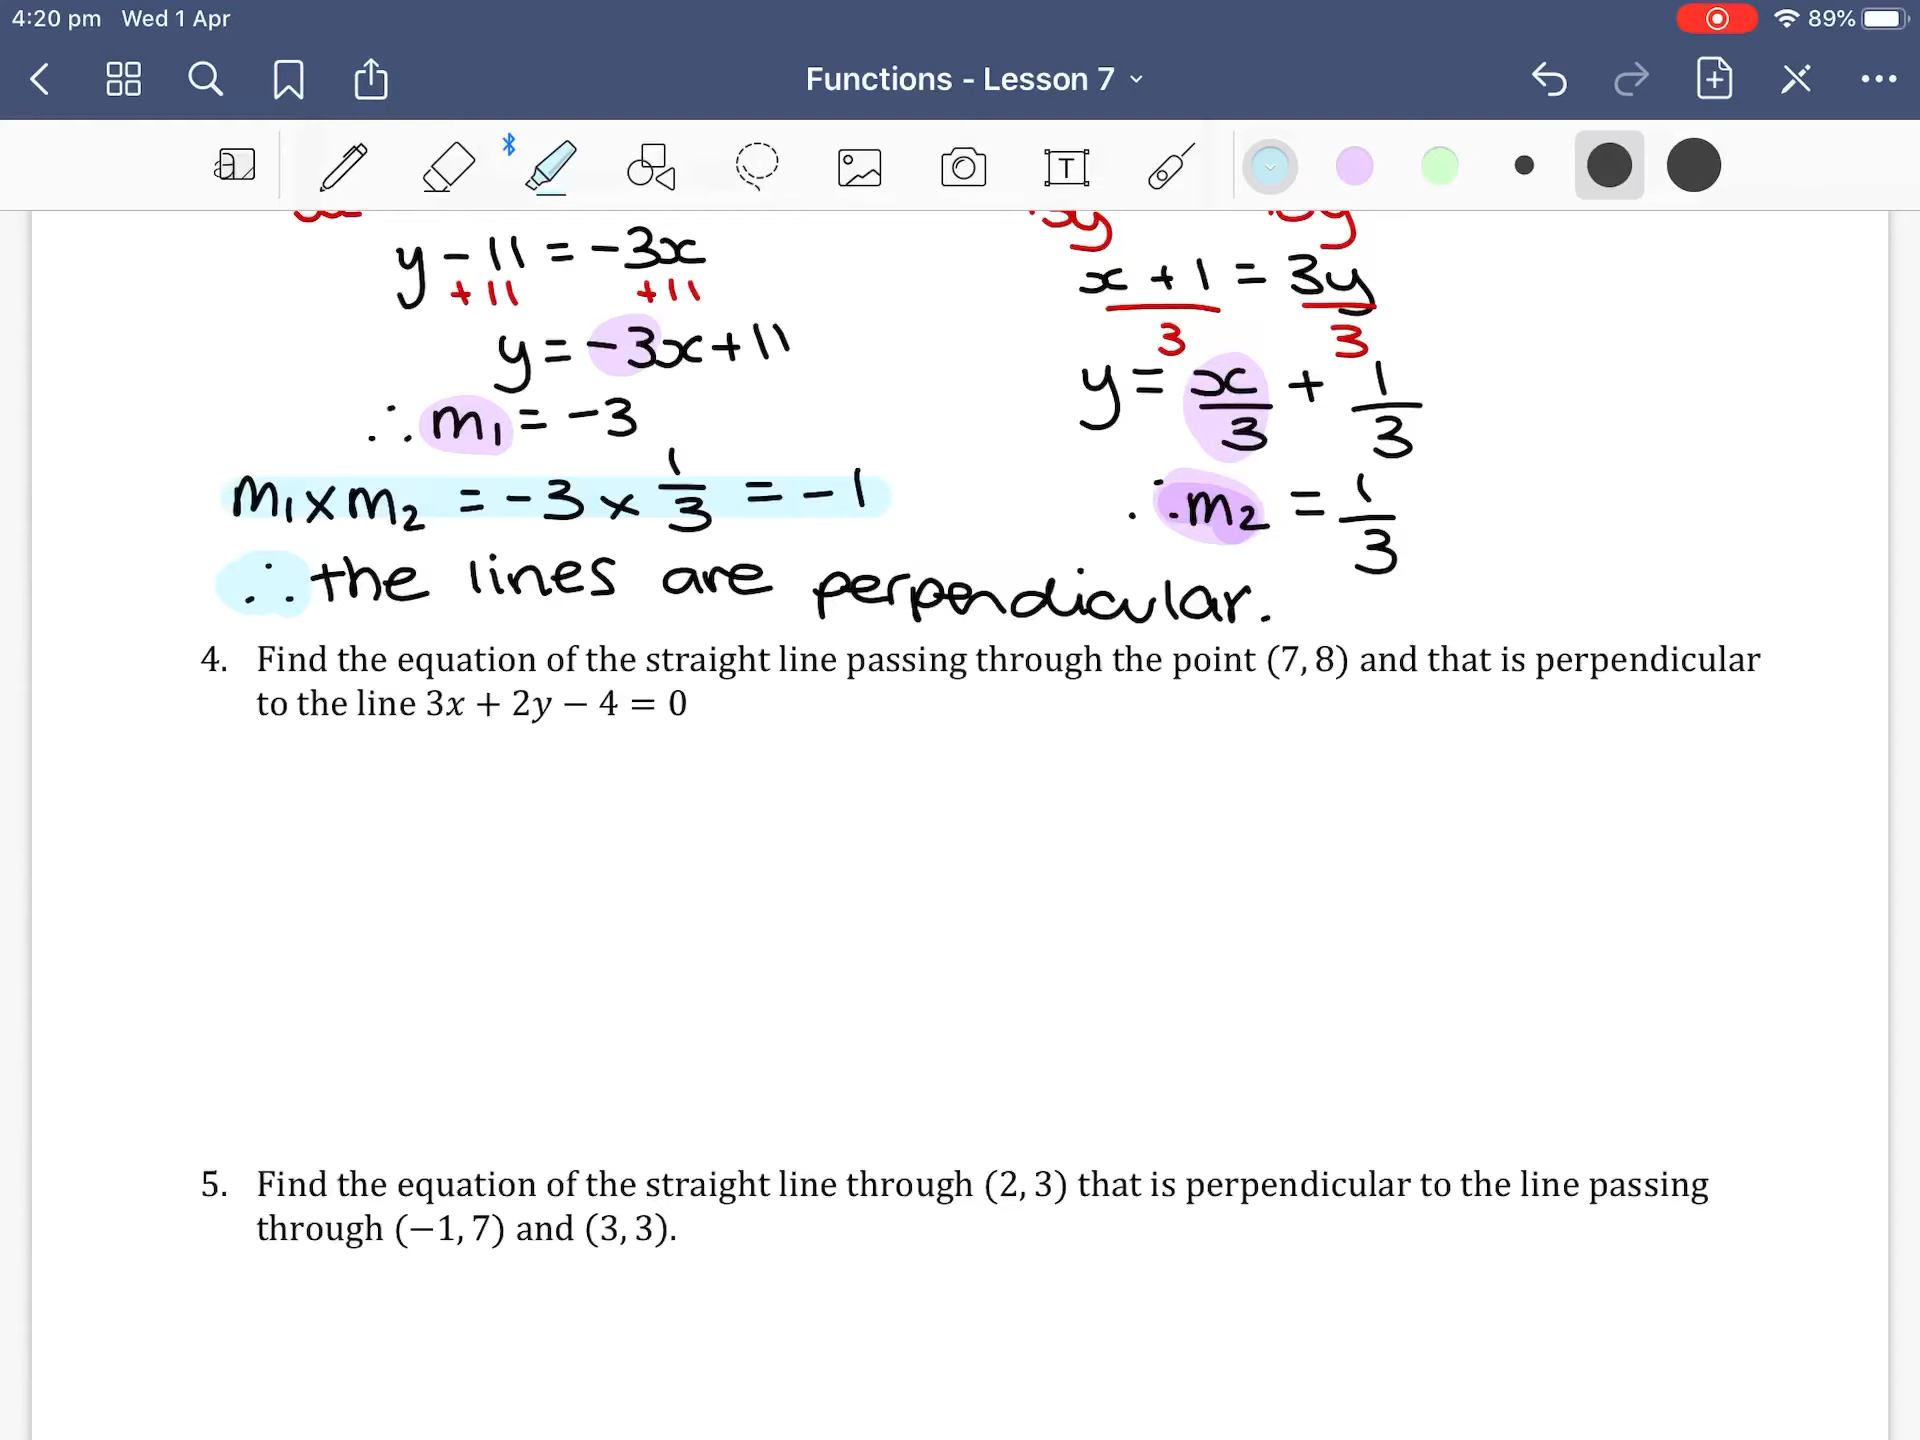 4:20 pm Wed 1 Apr
89%
Functions - Lesson 7
3y
y - 11 = -3x
+11 +11
x + 1 = 3y
3 3
y = -3x + 11
y = x/3 + 1/3
∴ m₁ = -3
m₁ x m₂ = -3 x 1/3 = -1
∴ m₂ = 1/3
∴ the lines are perpendicular.
4. Find the equation of the straight line passing through the point (7, 8) and that is perpendicular
to the line 3x + 2y − 4 = 0
5. Find the equation of the straight line through (2, 3) that is perpendicular to the line passing
through (−1, 7) and (3, 3).